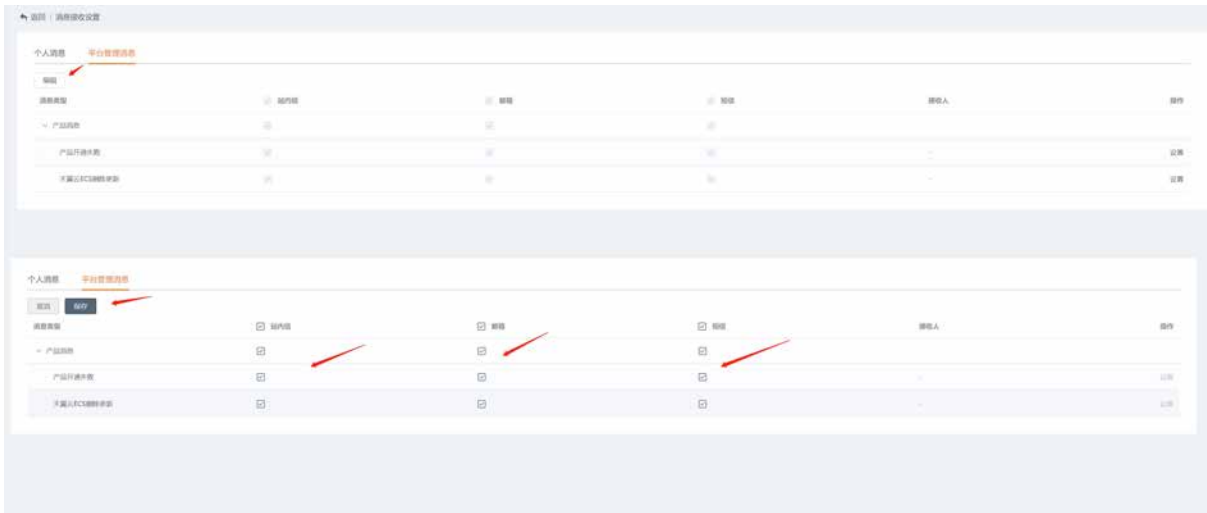 返回 | 消息接收设置
个人消息 平台管理消息
编辑
消息类型 站内信 邮箱 短信 接收人 操作
产品消息
产品开通失败 - 设置
天翼云ECS删除更新 - 设置
个人消息 平台管理消息
取消 保存
消息类型 站内信 邮箱 短信 接收人 操作
产品消息
产品开通失败 - 设置
天翼云ECS删除更新 - 设置